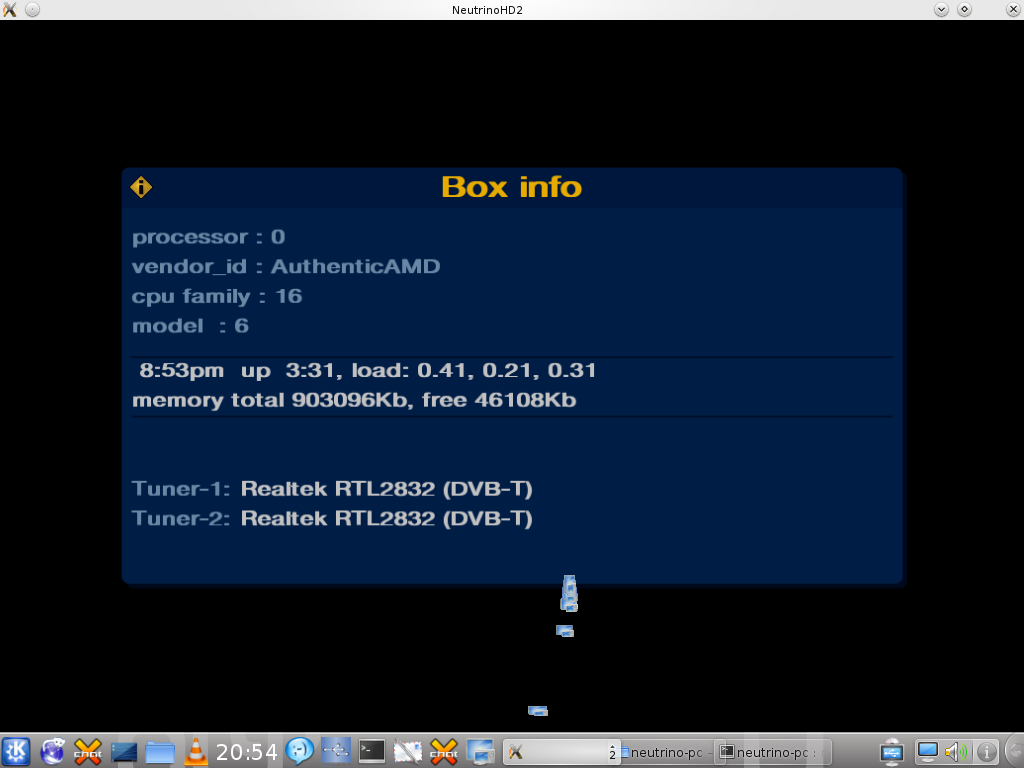 NeutrinoHD2
Box info
processor : 0
vendor_id : AuthenticAMD
cpu family : 16
model : 6
8:53pm up 3:31, load: 0.41, 0.21, 0.31
memory total 903096Kb, free 46108Kb
Tuner-1: Realtek RTL2832 (DVB-T)
Tuner-2: Realtek RTL2832 (DVB-T)
20:54 2 neutrino-pc neutrino-pc :